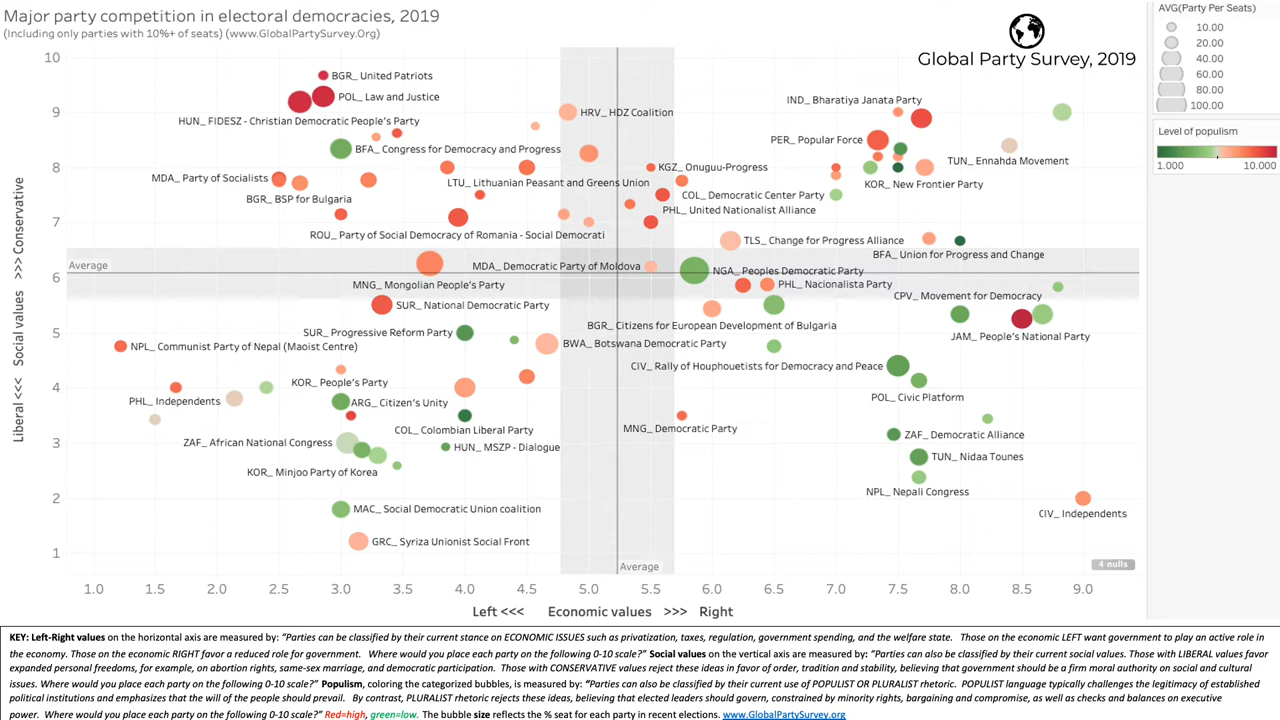 Major party competition in electoral democracies, 2019
(Including only parties with 10%+ of seats) (www.GlobalPartySurvey.Org)
Global Party Survey, 2019
AVG(Party Per Seats)
10.00
20.00
40.00
60.00
80.00
100.00
Level of populism
1.000 10.000
Liberal <<< Social values >>> Conservative
10
9
8
7
6
5
4
3
2
1
BGR_ United Patriots
POL_ Law and Justice
IND_ Bharatiya Janata Party
HRV_ HDZ Coalition
HUN_ FIDESZ - Christian Democratic People's Party
PER_ Popular Force
BFA_ Congress for Democracy and Progress
TUN_ Ennahda Movement
KGZ_ Onuguu-Progress
MDA_ Party of Socialists
LTU_ Lithuanian Peasant and Greens Union
KOR_ New Frontier Party
COL_ Democratic Center Party
BGR_ BSP for Bulgaria
PHL_ United Nationalist Alliance
ROU_ Party of Social Democracy of Romania - Social Democrati
TLS_ Change for Progress Alliance
BFA_ Union for Progress and Change
Average
MDA_ Democratic Party of Moldova
NGA_ Peoples Democratic Party
MNG_ Mongolian People's Party
PHL_ Nacionalista Party
CPV_ Movement for Democracy
SUR_ National Democratic Party
BGR_ Citizens for European Development of Bulgaria
SUR_ Progressive Reform Party
JAM_ People's National Party
NPL_ Communist Party of Nepal (Maoist Centre)
BWA_ Botswana Democratic Party
CIV_ Rally of Houphouetists for Democracy and Peace
KOR_ People's Party
POL_ Civic Platform
PHL_ Independents
ARG_ Citizen's Unity
COL_ Colombian Liberal Party
MNG_ Democratic Party
ZAF_ African National Congress
HUN_ MSZP - Dialogue
ZAF_ Democratic Alliance
KOR_ Minjoo Party of Korea
TUN_ Nidaa Tounes
NPL_ Nepali Congress
MAC_ Social Democratic Union coalition
CIV_ Independents
GRC_ Syriza Unionist Social Front
Average
4 nulls
1.0 1.5 2.0 2.5 3.0 3.5 4.0 4.5 5.0 5.5 6.0 6.5 7.0 7.5 8.0 8.5 9.0
Left <<< Economic values >>> Right
KEY: Left-Right values on the horizontal axis are measured by: “Parties can be classified by their current stance on ECONOMIC ISSUES such as privatization, taxes, regulation, government spending, and the welfare state. Those on the economic LEFT want government to play an active role in
the economy. Those on the economic RIGHT favor a reduced role for government. Where would you place each party on the following 0-10 scale?” Social values on the vertical axis are measured by: “Parties can also be classified by their current social values. Those with LIBERAL values favor
expanded personal freedoms, for example, on abortion rights, same-sex marriage, and democratic participation. Those with CONSERVATIVE values reject these ideas in favor of order, tradition and stability, believing that government should be a firm moral authority on social and cultural
issues. Where would you place each party on the following 0-10 scale?” Populism, coloring the categorized bubbles, is measured by: “Parties can also be classified by their current use of POPULIST OR PLURALIST rhetoric. POPULIST language typically challenges the legitimacy of established
political institutions and emphasizes that the will of the people should prevail. By contrast, PLURALIST rhetoric rejects these ideas, believing that elected leaders should govern, constrained by minority rights, bargaining and compromise, as well as checks and balances on executive
power. Where would you place each party on the following 0-10 scale?” Red=high, green=low. The bubble size reflects the % seat for each party in recent elections. www.GlobalPartySurvey.org